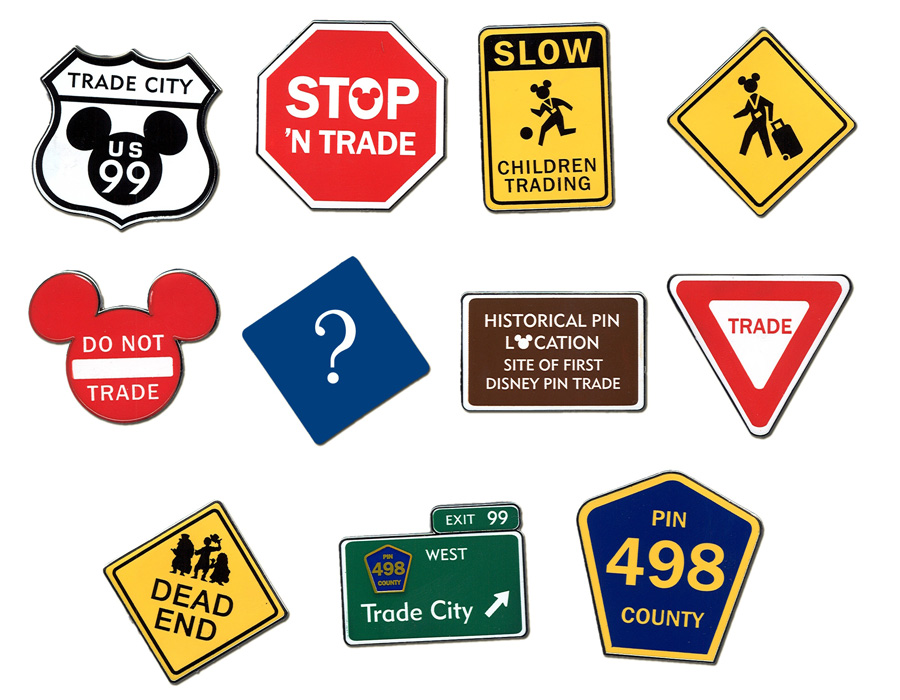 TRADE CITY
US
99
STOP
'N TRADE
SLOW
CHILDREN
TRADING
DO NOT
TRADE
?
HISTORICAL PIN
LOCATION
SITE OF FIRST
DISNEY PIN TRADE
TRADE
DEAD
END
EXIT 99
WEST
PIN
498
COUNTY
Trade City
PIN
498
COUNTY